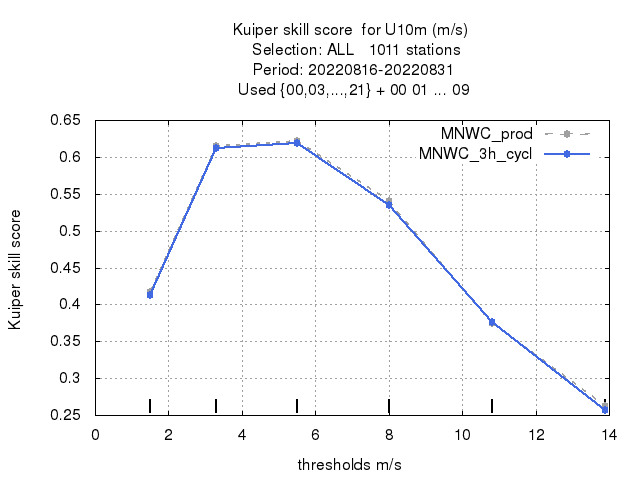 Kuiper skill score  for U10m (m/s)
Selection: ALL   1011 stations
Period: 20220816-20220831
Used {00,03,...,21} + 00 01 ... 09
MNWC_prod
MNWC_3h_cycl
Kuiper skill score
0.65
0.6
0.55
0.5
0.45
0.4
0.35
0.3
0.25
0 2 4 6 8 10 12 14
thresholds m/s